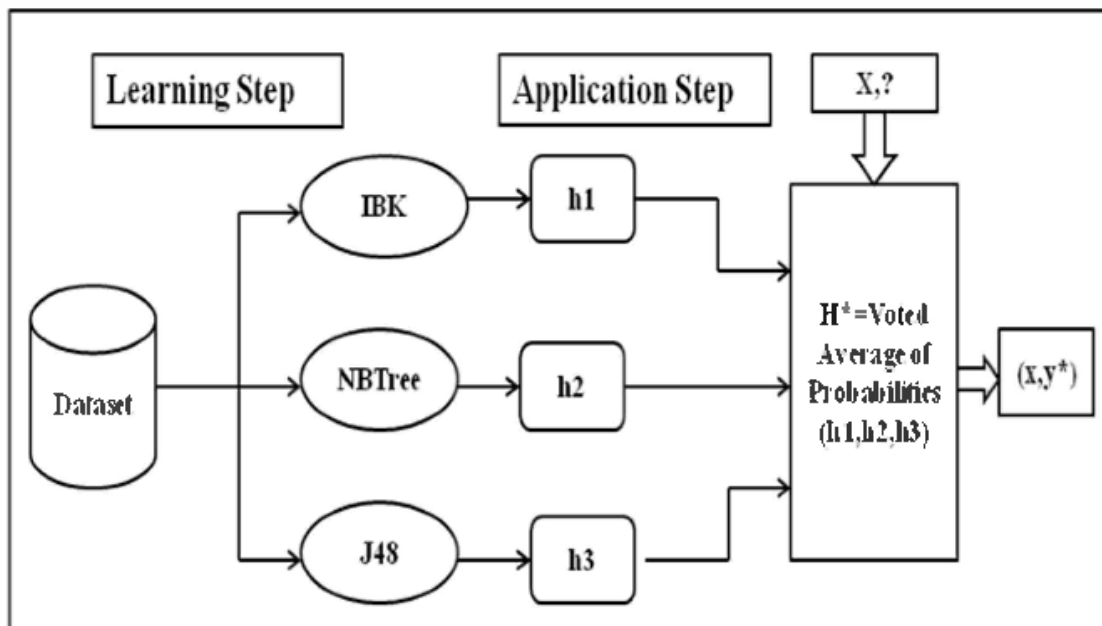 Learning Step
Application Step
X,?
IBK
h1
Dataset
NBTree
h2
H*=Voted
Average of
Probabilities
(h1,h2,h3)
(x,y*)
J48
h3